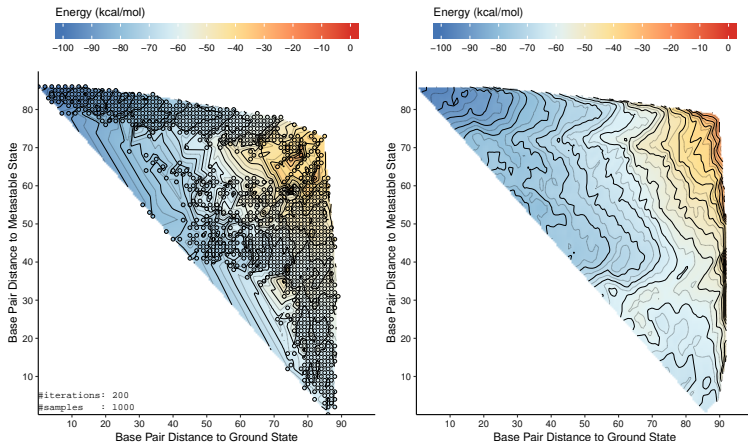 Energy (kcal/mol)
-100 -80 -70 -60 -50 -40 -30 -20 -10 0
Base Pair Distance to Metastable State
80
70
60
50
40
30
20
10
#iterations: 200
#samples : 1000
10 20 30 40 50 60 70 80 90
Base Pair Distance to Ground State
Energy (kcal/mol)
-100 -80 -70 -60 -50 -40 -30 -20 -10 0
Base Pair Distance to Metastable State
80
70
60
50
40
30
20
10
10 20 30 40 50 60 70 80 90
Base Pair Distance to Ground State